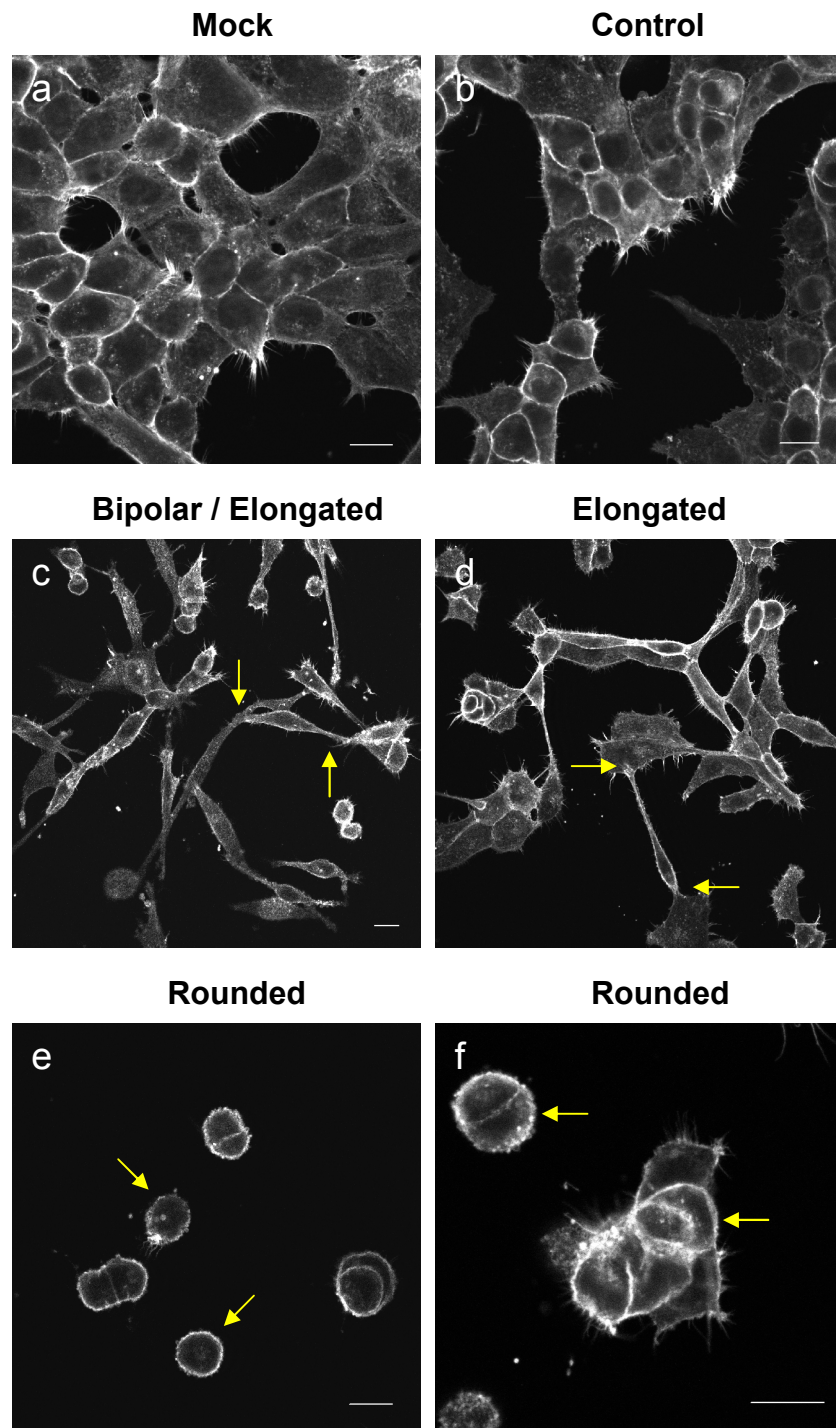 Mock Control
a b
Bipolar / Elongated Elongated
c d
Rounded Rounded
e f